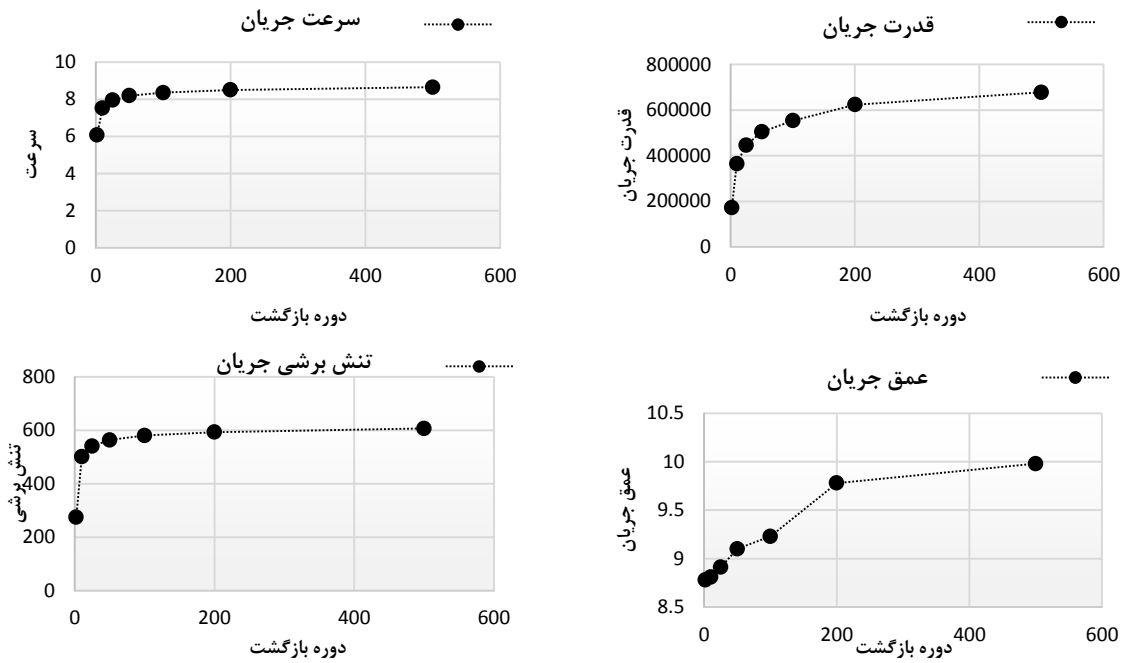 سرعت جریان
10
8
6
4
2
0
سرعت
0 200 400 600
دوره بازگشت
قدرت جریان
800000
600000
400000
200000
0
قدرت جریان
0 200 400 600
دوره بازگشت
تنش برشی جریان
800
600
400
200
0
تنش برشی
0 200 400 600
دوره بازگشت
عمق جریان
10.5
10
9.5
9
8.5
عمق جریان
0 200 400 600
دوره بازگشت